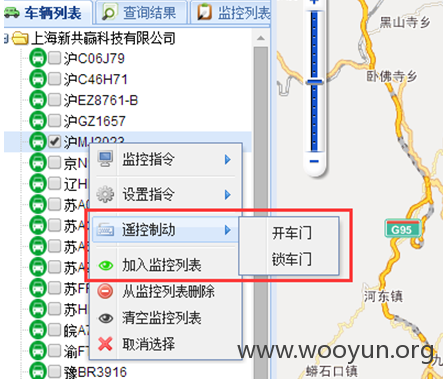 车辆列表
查询结果
监控列表
上海新共赢科技有限公司
沪C06J79
沪C46H71
沪EZ8761-B
沪GZ1657
沪MJ2023
监控指令
设置指令
遥控制动
开车门
锁车门
加入监控列表
从监控列表删除
清空监控列表
取消选择
京N
辽H
苏A
苏A
苏A
苏A
苏FF
苏H
皖A7
渝F
豫BR3916
黑山寺乡
卧佛寺乡
G95
河东镇
蟒石口镇
www.wooyun.org